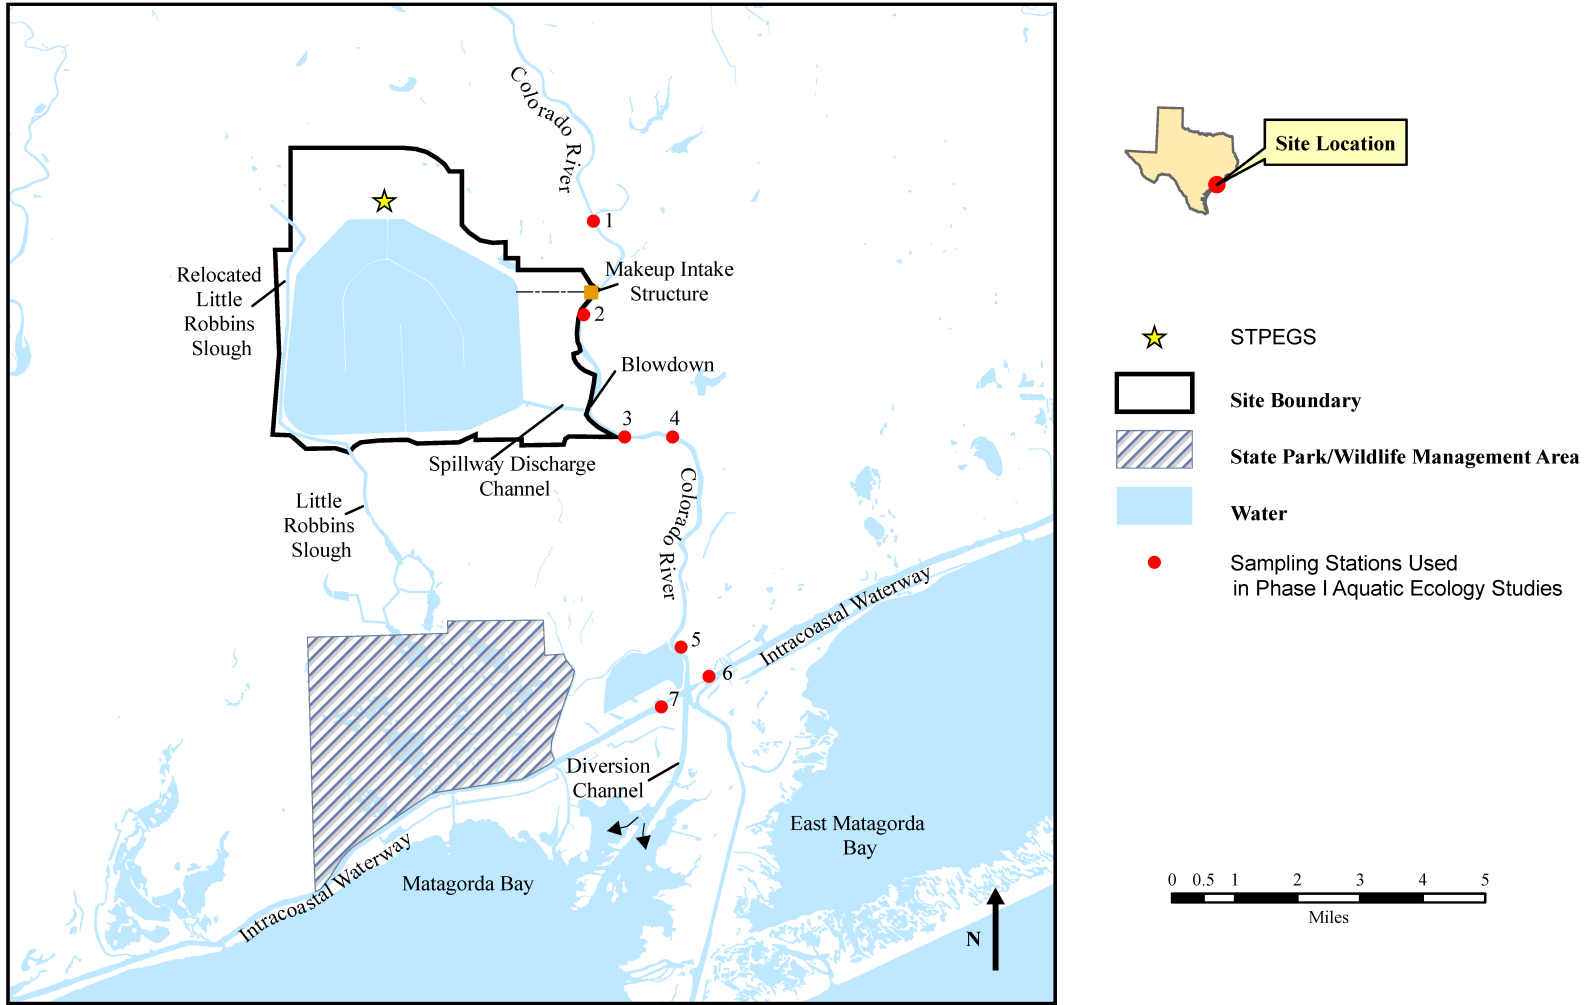 Colorado River
1
Makeup Intake
Structure
2
Relocated
Little
Robbins
Slough
Blowdown
3
4
Spillway Discharge
Channel
Little
Robbins
Slough
Colorado River
Intracoastal Waterway
5
6
7
Diversion
Channel
East Matagorda
Bay
Matagorda Bay
Intracoastal Waterway
N
Site Location
STPEGS
Site Boundary
State Park/Wildlife Management Area
Water
Sampling Stations Used
in Phase I Aquatic Ecology Studies
0 0.5 1 2 3 4 5
Miles